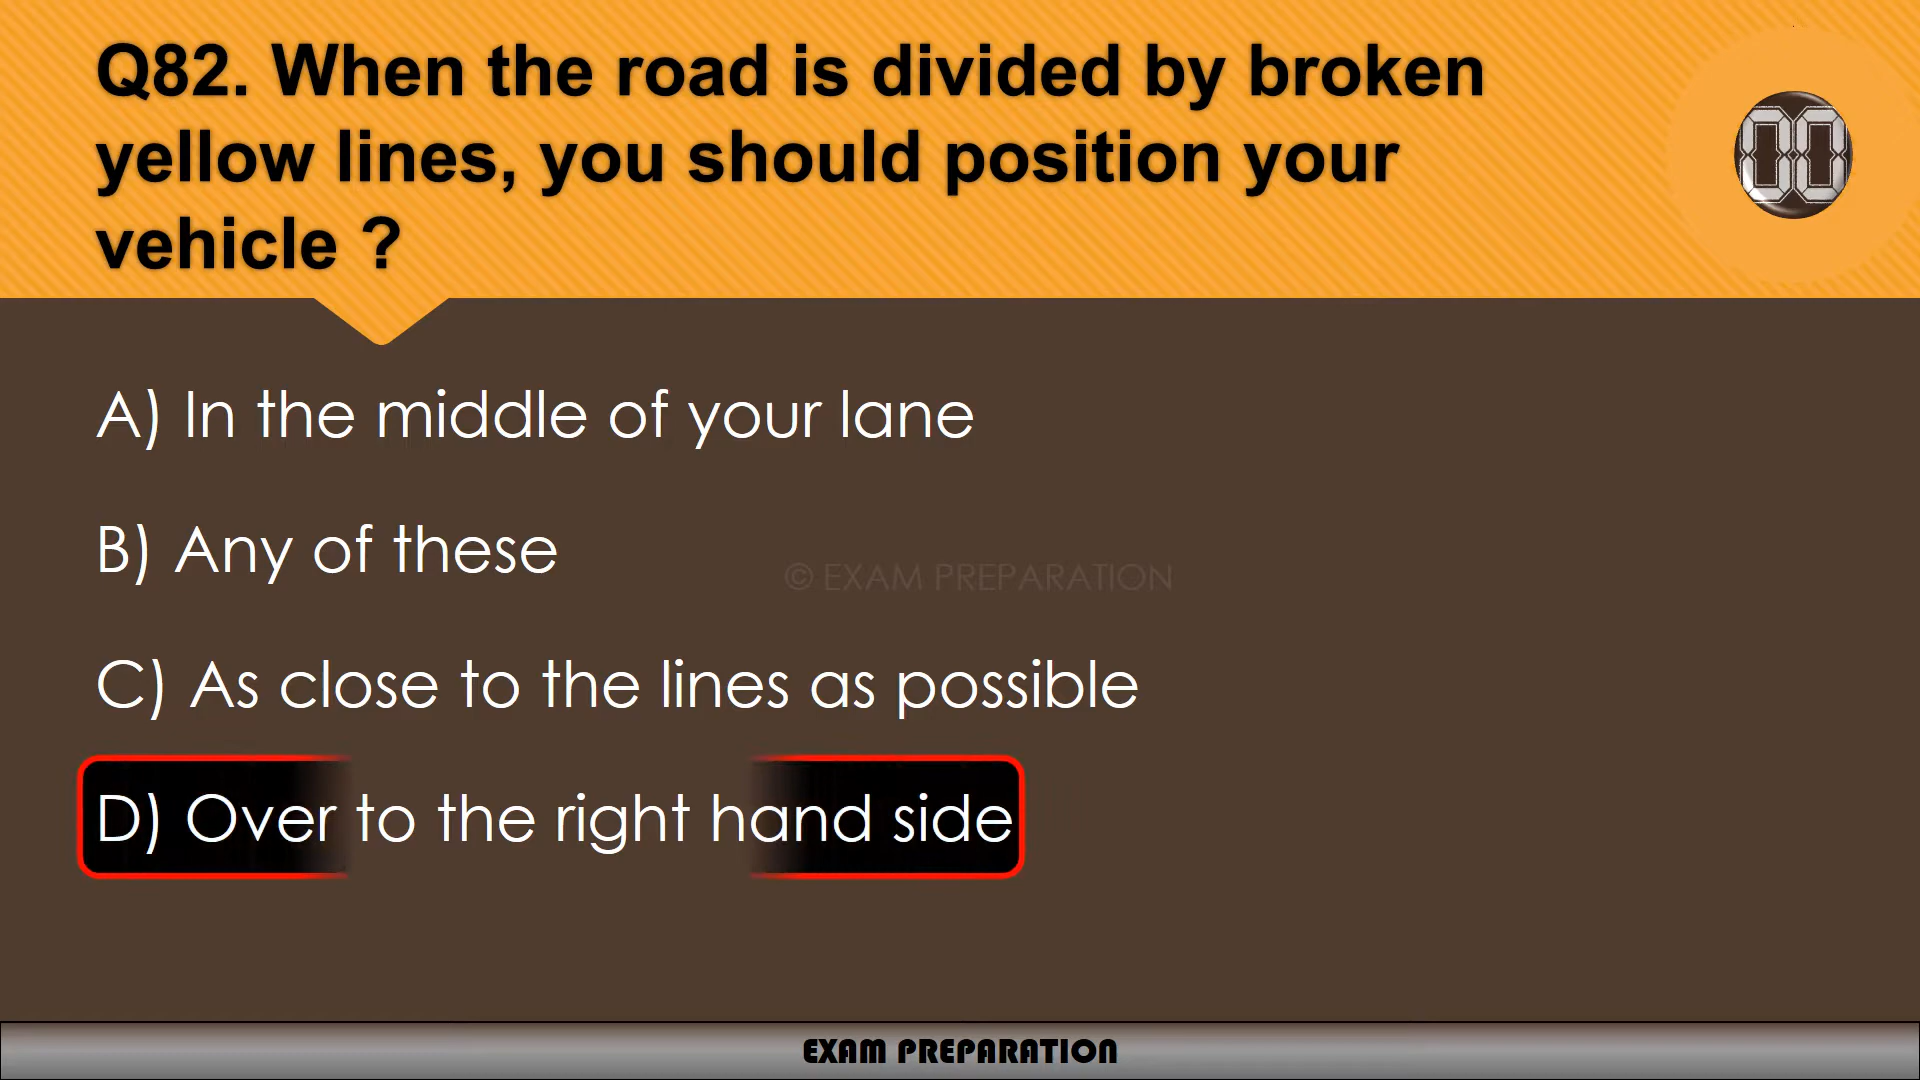 Q82. When the road is divided by broken
yellow lines, you should position your
vehicle ?
00
A) In the middle of your lane
B) Any of these
© EXAM PREPARATION
C) As close to the lines as possible
D) Over to the right hand side
EXAM PREPARATION